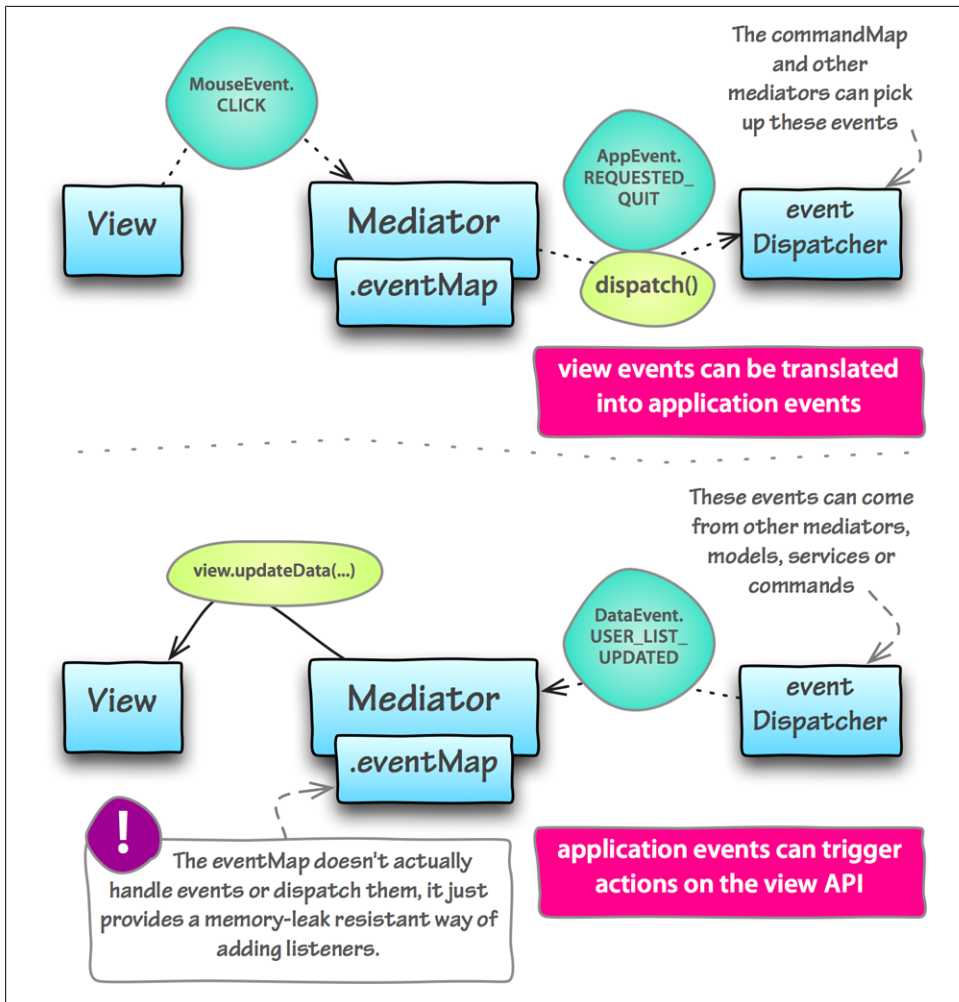 The commandMap
and other
mediators can pick
up these events
MouseEvent.
CLICK
AppEvent.
REQUESTED_
QUIT
View
Mediator
.eventMap
dispatch()
event
Dispatcher
view events can be translated
into application events
These events can come
from other mediators,
models, services or
commands
view.updateData(...)
DataEvent.
USER_LIST_
UPDATED
View
Mediator
.eventMap
event
Dispatcher
!
The eventMap doesn't actually
handle events or dispatch them, it just
provides a memory-leak resistant way of
adding listeners.
application events can trigger
actions on the view API